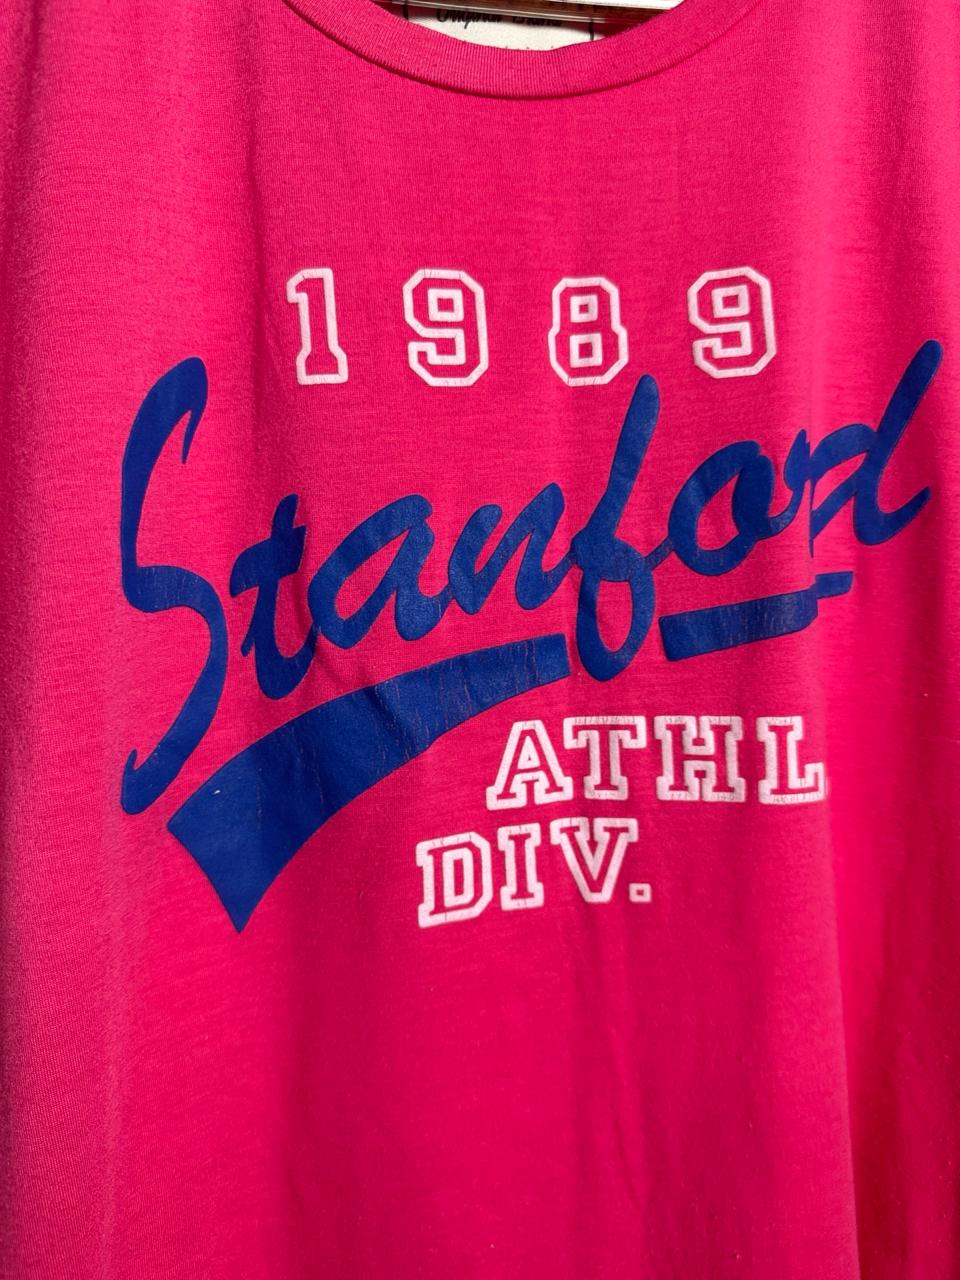 1989
Stanford
ATHL.
DIV.